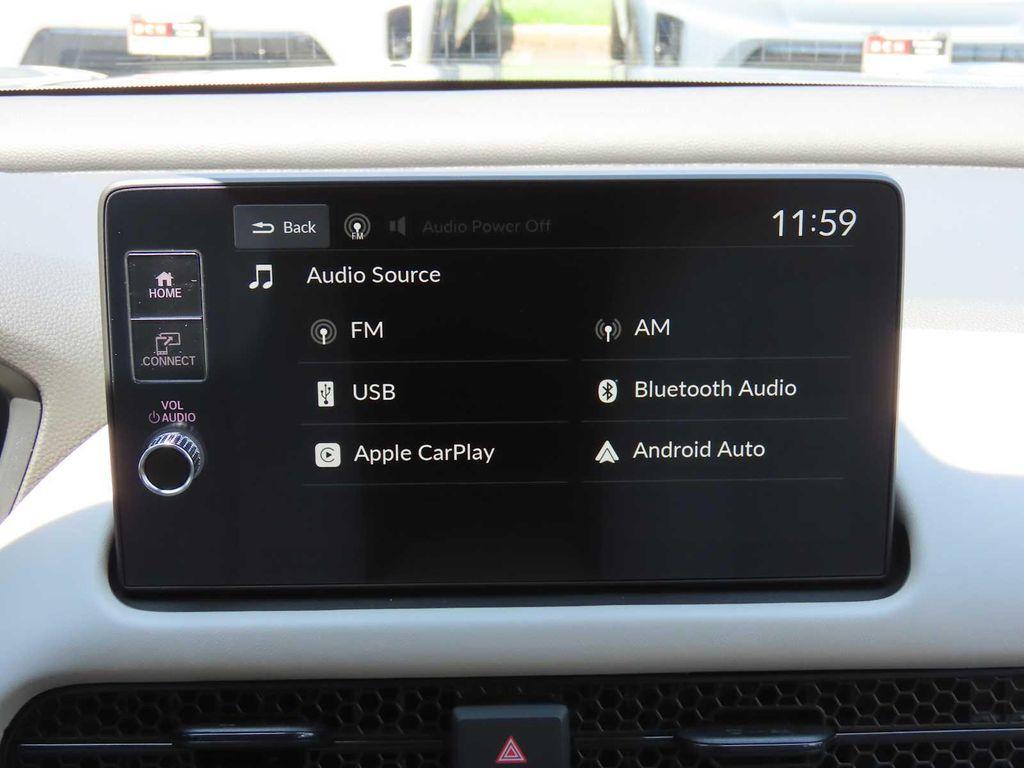 Back
FM
Audio Power Off
11:59
HOME
Audio Source
FM
AM
CONNECT
USB
Bluetooth Audio
VOL
AUDIO
Apple CarPlay
Android Auto